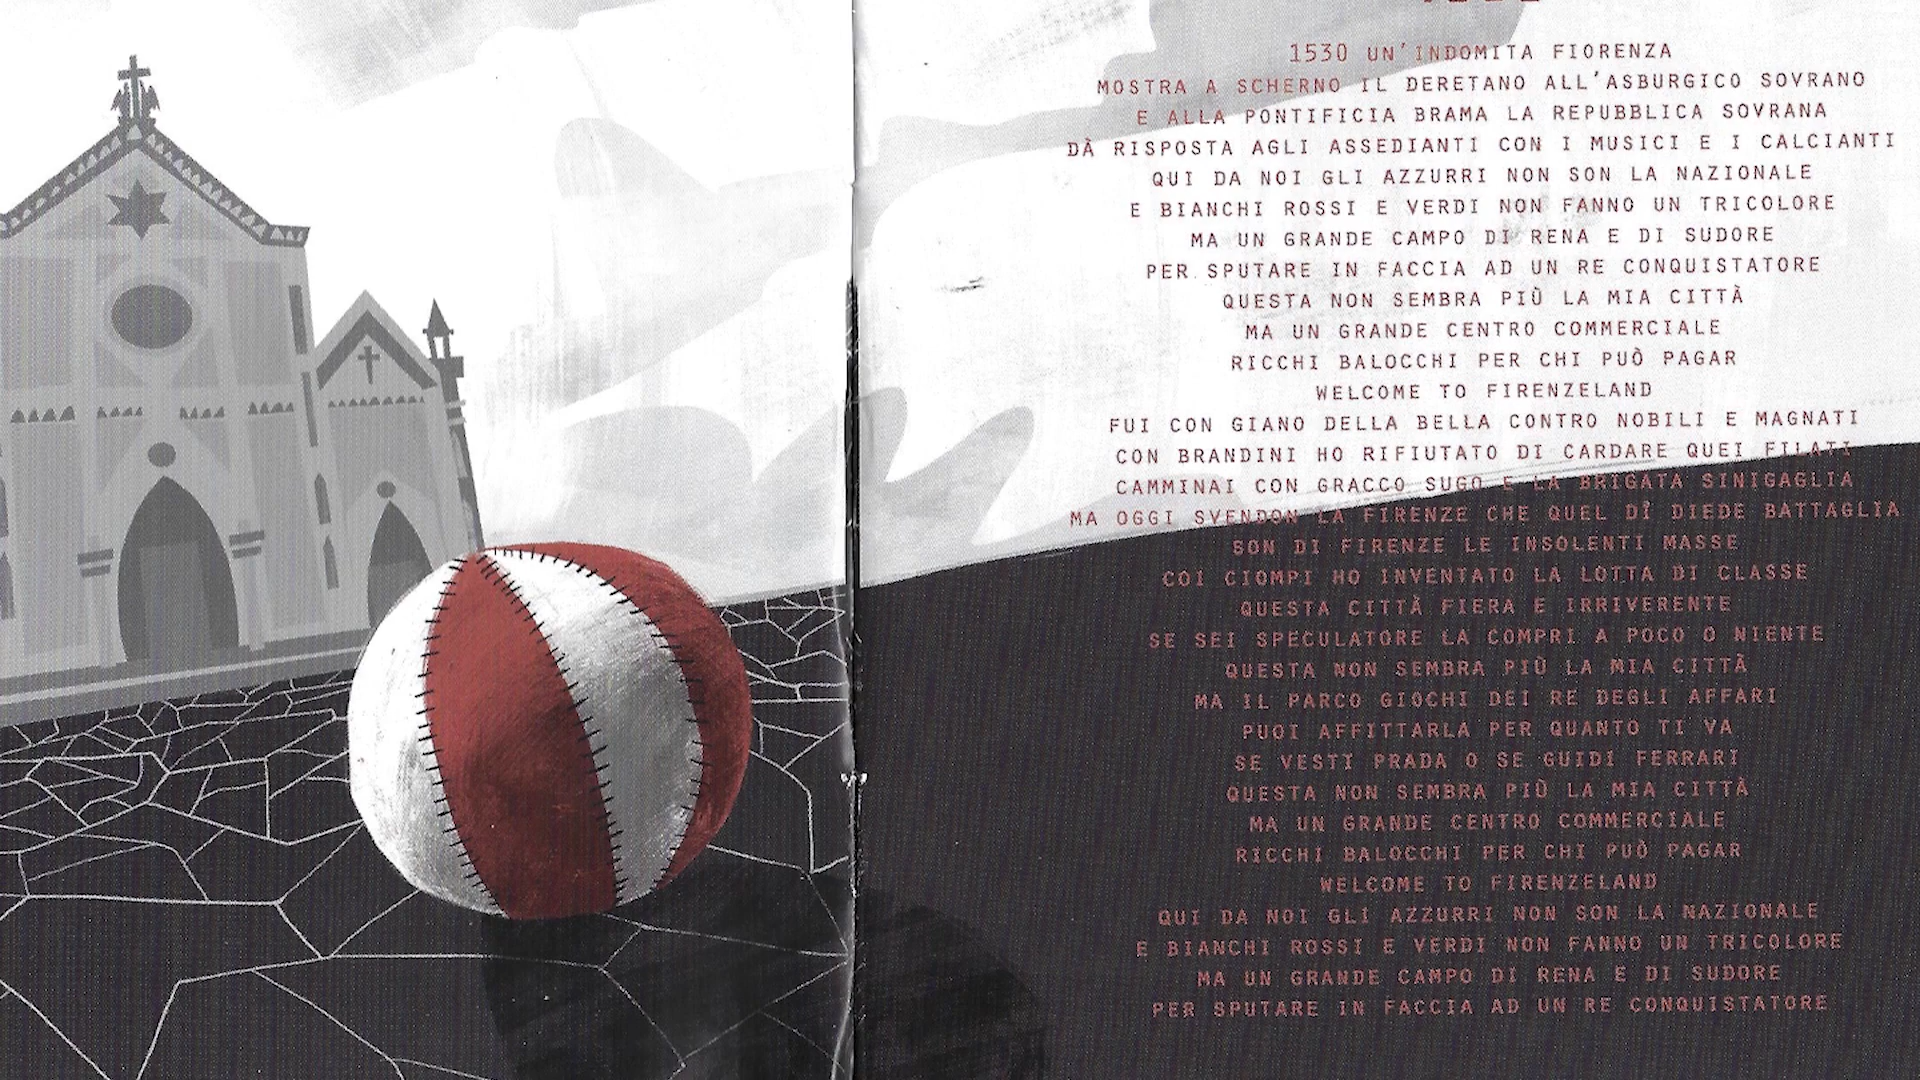 1530 UN'INDOMITA FIORENZA
MOSTRA A SCHERNO IL DERETANO ALL'ASBURGICO SOVRANO
E ALLA PONTIFICIA BRAMA LA REPUBBLICA SOVRANA
DÀ RISPOSTA AGLI ASSEDIANTI CON I MUSICI E I CALCIANTI
QUI DA NOI GLI AZZURRI NON SON LA NAZIONALE
E BIANCHI ROSSI E VERDI NON FANNO UN TRICOLORE
MA UN GRANDE CAMPO DI RENA E DI SUDORE
PER SPUTARE IN FACCIA AD UN RE CONQUISTATORE
QUESTA NON SEMBRA PIÙ LA MIA CITTÀ
MA UN GRANDE CENTRO COMMERCIALE
RICCHI BALOCCHI PER CHI PUÒ PAGAR
WELCOME TO FIRENZELAND
FUI CON GIANO DELLA BELLA CONTRO NOBILI E MAGNATI
CON BRANDINI HO RIFIUTATO DI CARDARE QUEI FILATI
CAMMINAI CON GRACCO SUGO E LA BRIGATA SINIGAGLIA
MA OGGI SVENDON LA FIRENZE CHE QUEL DÌ DIEDE BATTAGLIA
SON DI FIRENZE LE INSOLENTI MASSE
COI CIOMPI HO INVENTATO LA LOTTA DI CLASSE
QUESTA CITTÀ FIERA E IRRIVERENTE
SE SEI SPECULATORE LA COMPRI A POCO O NIENTE
QUESTA NON SEMBRA PIÙ LA MIA CITTÀ
MA IL PARCO GIOCHI DEI RE DEGLI AFFARI
PUOI AFFITTARLA PER QUANTO TI VA
SE VESTI PRADA O SE GUIDI FERRARI
QUESTA NON SEMBRA PIÙ LA MIA CITTÀ
MA UN GRANDE CENTRO COMMERCIALE
RICCHI BALOCCHI PER CHI PUÒ PAGAR
WELCOME TO FIRENZELAND
QUI DA NOI GLI AZZURRI NON SON LA NAZIONALE
E BIANCHI ROSSI E VERDI NON FANNO UN TRICOLORE
MA UN GRANDE CAMPO DI RENA E DI SUDORE
PER SPUTARE IN FACCIA AD UN RE CONQUISTATORE